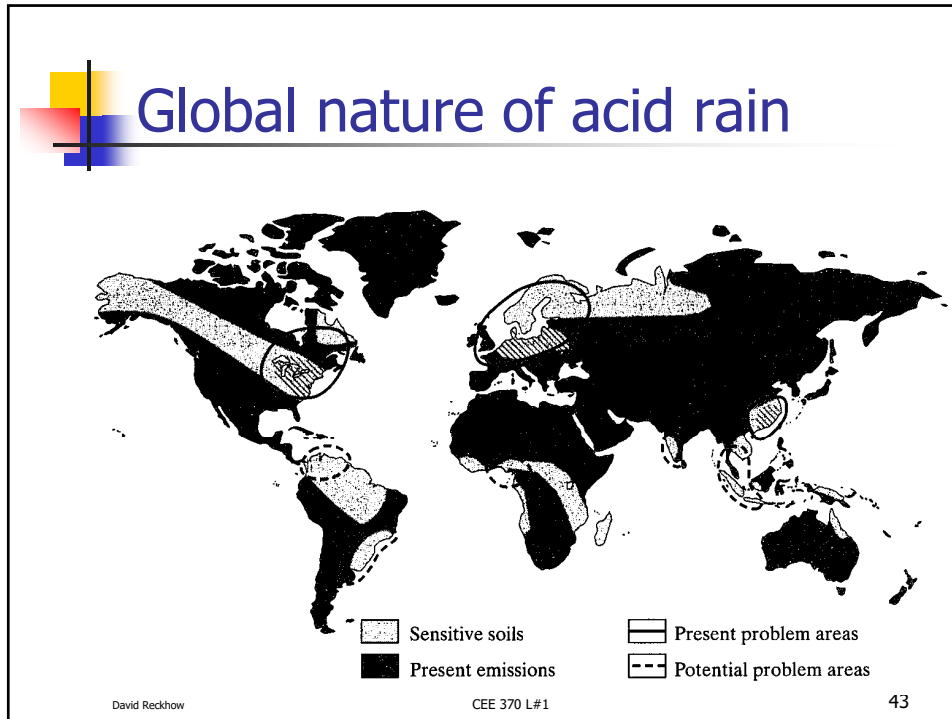 Global nature of acid rain
Sensitive soils
Present emissions
Present problem areas
Potential problem areas
David Reckhow
CEE 370 L#1
43